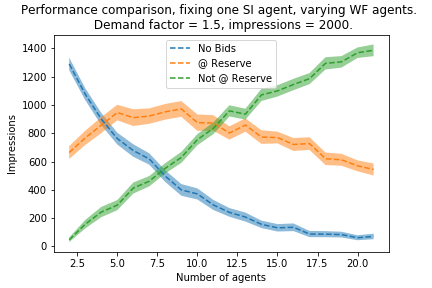 Performance comparison, fixing one SI agent, varying WF agents.
Demand factor = 1.5, impressions = 2000.
No Bids
@ Reserve
Not @ Reserve
Impressions
1400
1200
1000
800
600
400
200
0
2.5 5.0 7.5 10.0 12.5 15.0 17.5 20.0
Number of agents